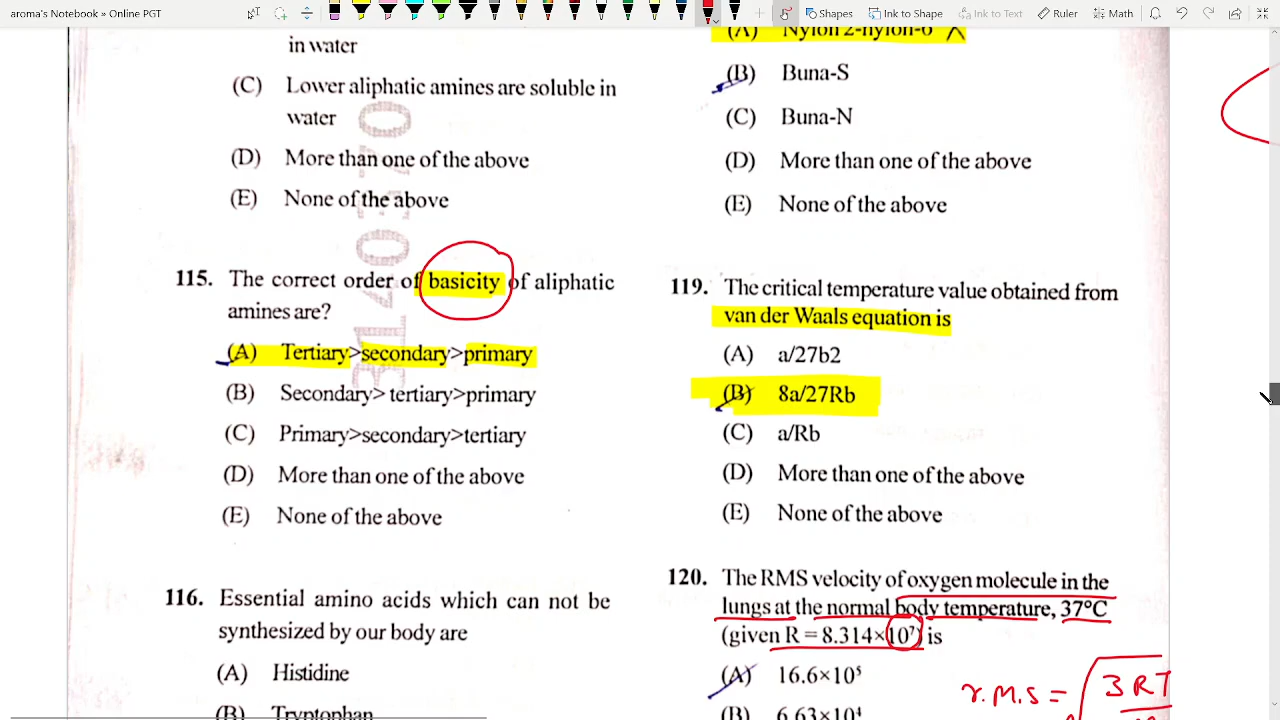 aroma's Notebook » Online TGT
Shapes
Ink to Shape
Ink to Text
Ruler
Math
in water
(C) Lower aliphatic amines are soluble in
water
(D) More than one of the above
(E) None of the above
115. The correct order of basicity of aliphatic
amines are?
(A) Tertiary>secondary>primary
(B) Secondary> tertiary>primary
(C) Primary>secondary>tertiary
(D) More than one of the above
(E) None of the above
116. Essential amino acids which can not be
synthesized by our body are
(A) Histidine
(B) Tryptophan
(A) Nylon 2-nylon-6
(B) Buna-S
(C) Buna-N
(D) More than one of the above
(E) None of the above
119. The critical temperature value obtained from
van der Waals equation is
(A) a/27b2
(B) 8a/27Rb
(C) a/Rb
(D) More than one of the above
(E) None of the above
120. The RMS velocity of oxygen molecule in the
lungs at the normal body temperature, 37°C
(given R = 8.314×10⁷) is
(A) 16.6×10⁵
(B) 6.63×10⁴
r.m.s = √ 3RT